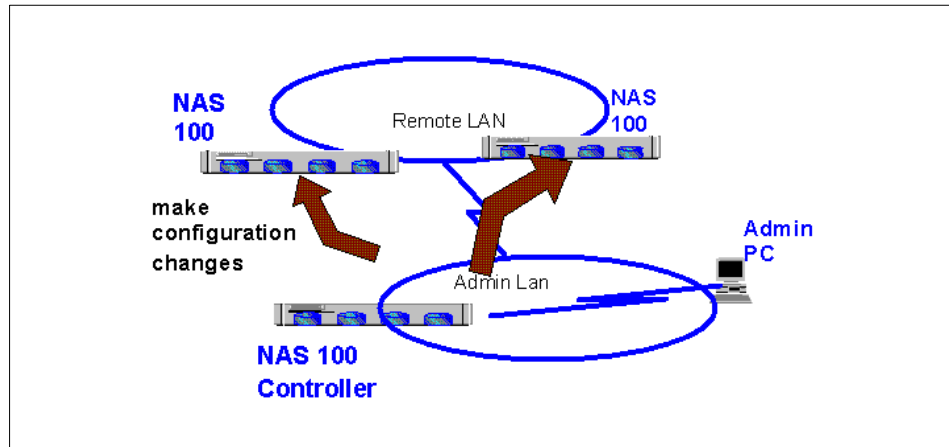 NAS
100
NAS
100
Remote LAN
make
configuration
changes
Admin
PC
Admin Lan
NAS 100
Controller